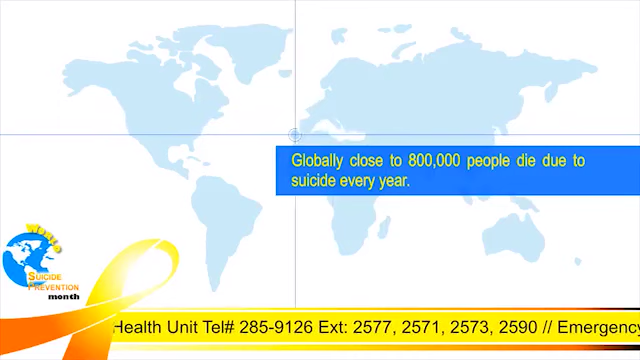 Globally close to 800,000 people die due to
suicide every year.
World
Suicide
Prevention
month
Health Unit Tel# 285-9126 Ext: 2577, 2571, 2573, 2590 // Emergency